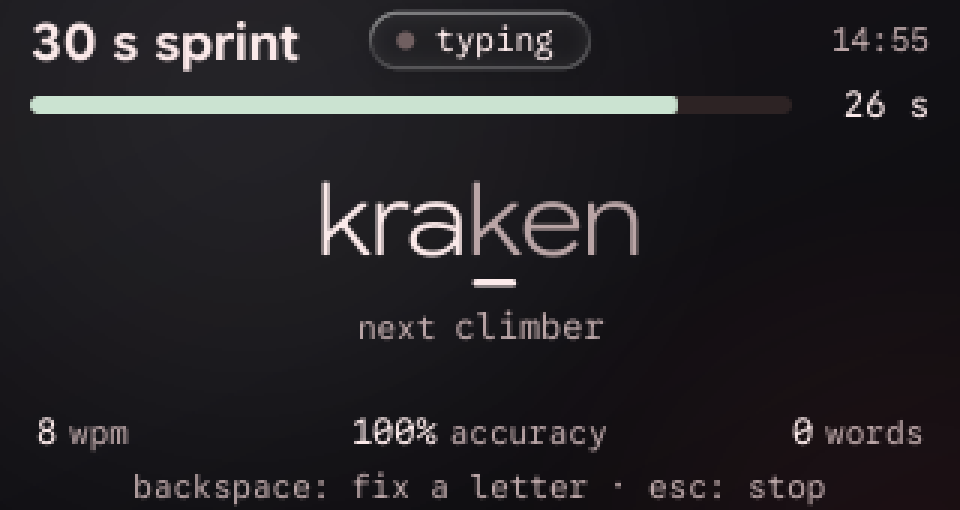 30 s sprint typing 14:55
26 s
kraken
next climber
8 wpm 100% accuracy 0 words
backspace: fix a letter · esc: stop